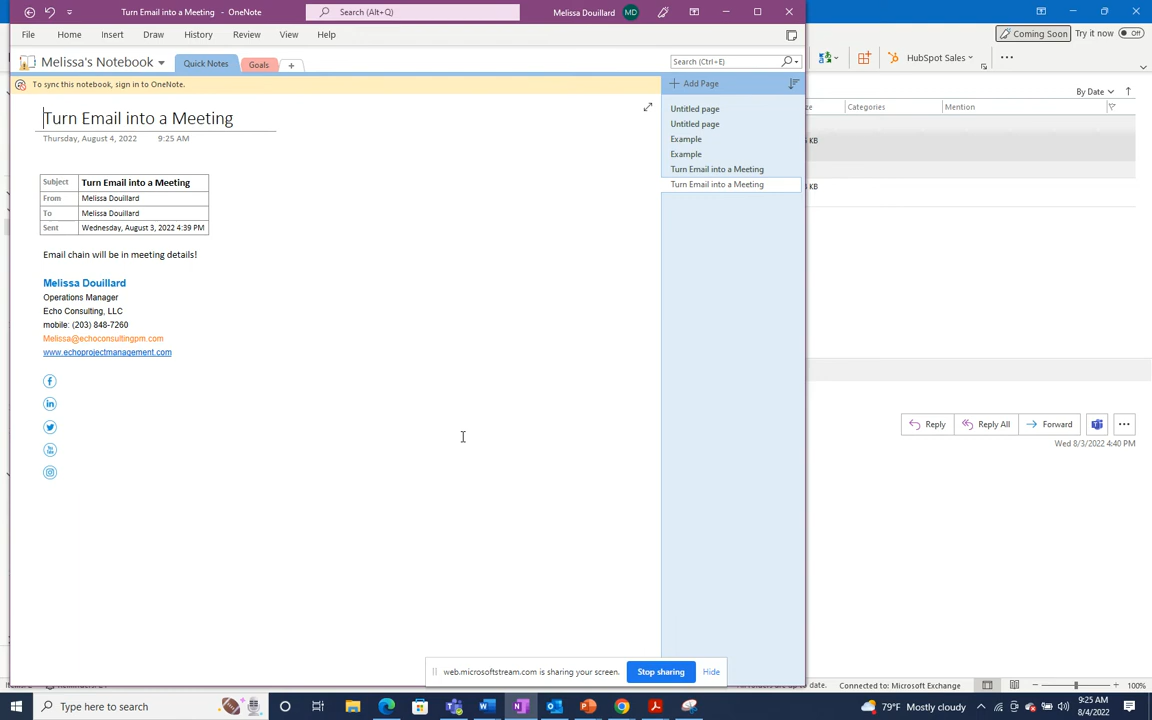 Turn Email into a Meeting - OneNote
Search (Alt+Q)
Melissa Douillard
MD
File
Home
Insert
Draw
History
Review
View
Help
Coming Soon
Try it now
Off
Melissa's Notebook
Quick Notes
Goals
Search (Ctrl+E)
HubSpot Sales
To sync this notebook, sign in to OneNote.
Add Page
By Date
Categories
Mention
Turn Email into a Meeting
Thursday, August 4, 2022 9:25 AM
Untitled page
Untitled page
Example
Example
Turn Email into a Meeting
Turn Email into a Meeting
KB
KB
Subject Turn Email into a Meeting
From Melissa Douillard
To Melissa Douillard
Sent Wednesday, August 3, 2022 4:39 PM
Email chain will be in meeting details!
Melissa Douillard
Operations Manager
Echo Consulting, LLC
mobile: (203) 848-7260
Melissa@echoconsultingpm.com
www.echoprojectmanagement.com
Reply
Reply All
Forward
Wed 8/3/2022 4:40 PM
web.microsoftstream.com is sharing your screen.
Stop sharing
Hide
Connected to: Microsoft Exchange
100%
Type here to search
79°F Mostly cloudy
9:25 AM
8/4/2022